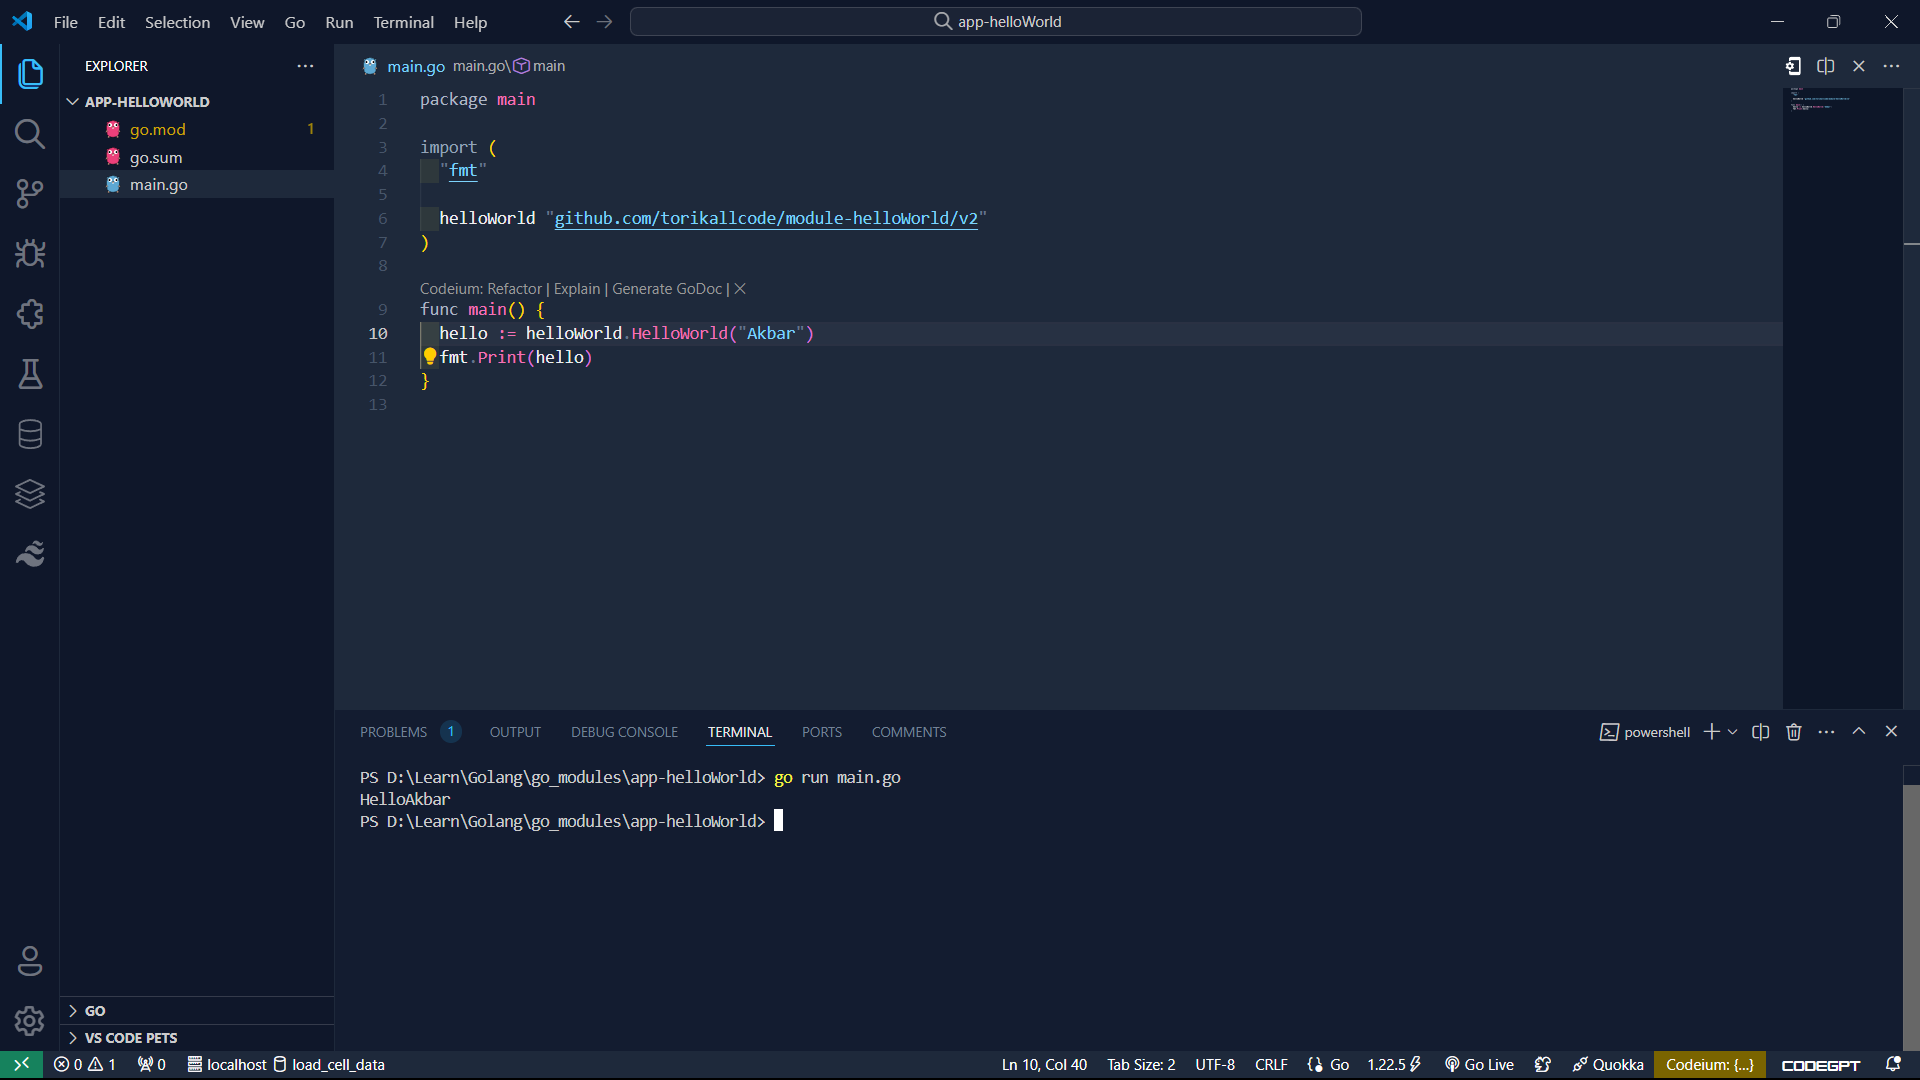 File Edit Selection View Go Run Terminal Help
app-helloWorld
EXPLORER
APP-HELLOWORLD
go.mod 1
go.sum
main.go
GO
VS CODE PETS
main.go main.go\main
1 package main
2
3 import (
4 "fmt"
5
6 helloWorld "github.com/torikallcode/module-helloWorld/v2"
7 )
8
Codeium: Refactor | Explain | Generate GoDoc | ✕
9 func main() {
10 hello := helloWorld.HelloWorld("Akbar")
11 fmt.Print(hello)
12 }
13
PROBLEMS 1 OUTPUT DEBUG CONSOLE TERMINAL PORTS COMMENTS
powershell
PS D:\Learn\Golang\go_modules\app-helloWorld> go run main.go
HelloAkbar
PS D:\Learn\Golang\go_modules\app-helloWorld>
0 1 0 localhost load_cell_data Ln 10, Col 40 Tab Size: 2 UTF-8 CRLF Go 1.22.5 Go Live Quokka Codeium: {...} CODEGPT